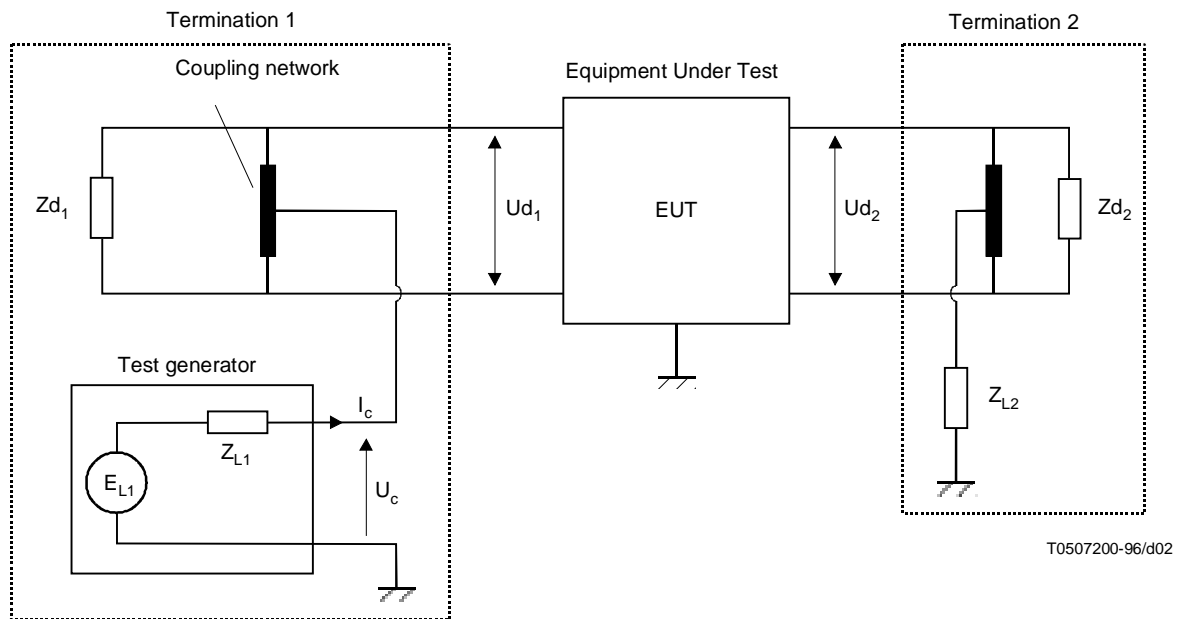 Termination 1
Termination 2
Coupling network
Equipment Under Test
Zd1
Ud1
EUT
Ud2
Zd2
Test generator
Ic
ZL1
ZL2
EL1
Uc
T0507200-96/d02